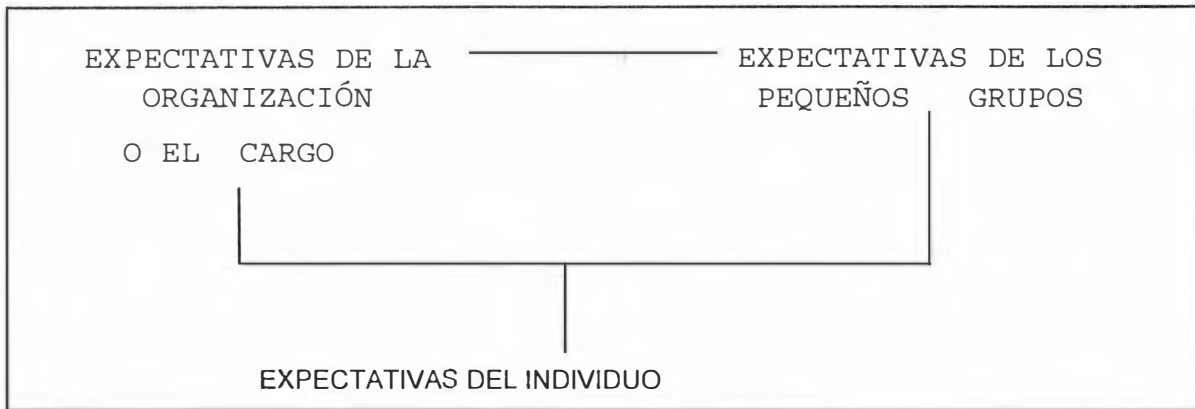 EXPECTATIVAS DE LA
ORGANIZACIÓN
O EL CARGO
EXPECTATIVAS DE LOS
PEQUEÑOS GRUPOS
EXPECTATIVAS DEL INDIVIDUO